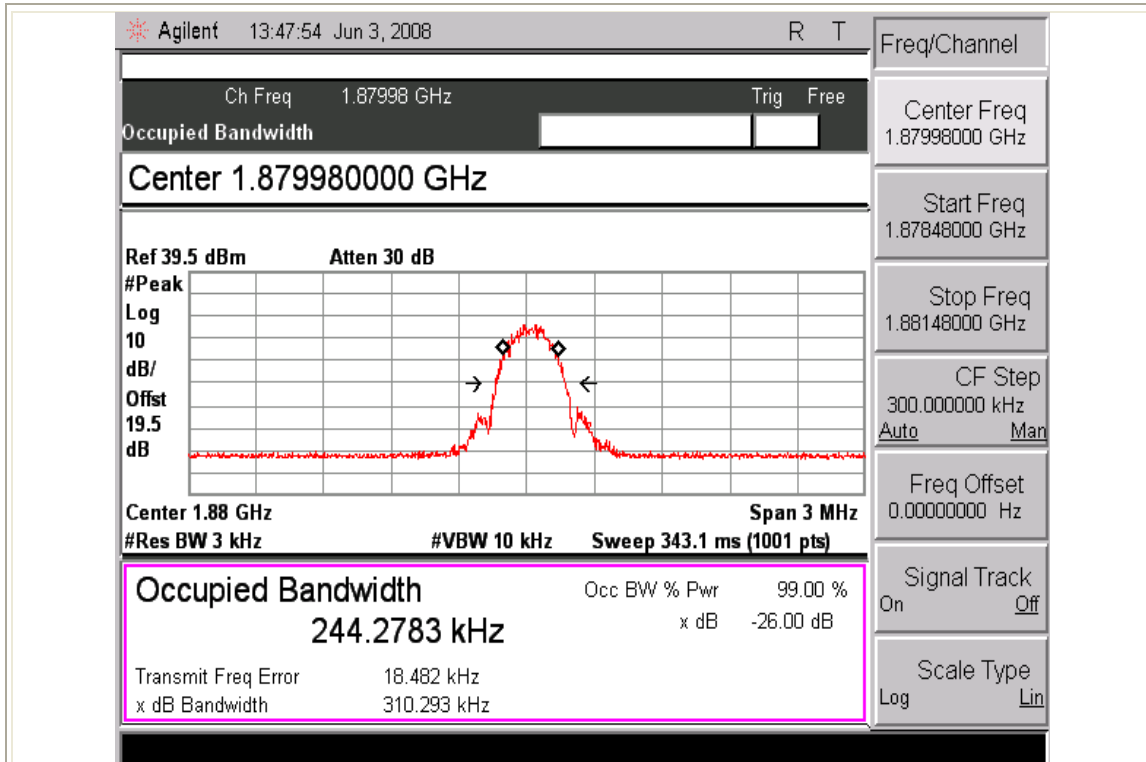 Agilent 13:47:54 Jun 3, 2008 R T
Freq/Channel
Ch Freq 1.87998 GHz Trig Free
Occupied Bandwidth
Center 1.879980000 GHz
Center Freq
1.87998000 GHz
Start Freq
1.87848000 GHz
Stop Freq
1.88148000 GHz
CF Step
300.000000 kHz
Auto Man
Freq Offset
0.00000000 Hz
Signal Track
On Off
Scale Type
Log Lin
Ref 39.5 dBm Atten 30 dB
#Peak
Log
10
dB/
Offst
19.5
dB
Center 1.88 GHz Span 3 MHz
#Res BW 3 kHz #VBW 10 kHz Sweep 343.1 ms (1001 pts)
Occupied Bandwidth
244.2783 kHz
Occ BW % Pwr 99.00 %
x dB -26.00 dB
Transmit Freq Error 18.482 kHz
x dB Bandwidth 310.293 kHz